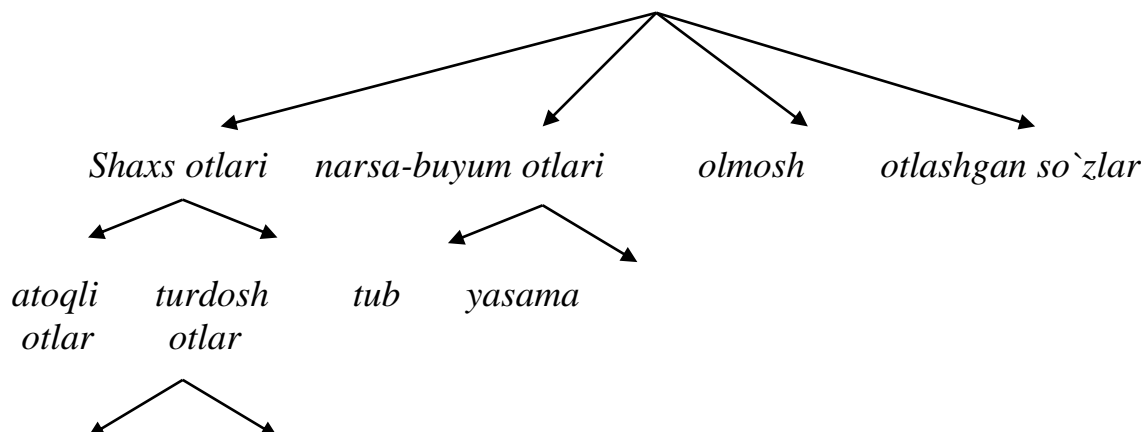 Shaxs otlari narsa-buyum otlari olmosh otlashgan so`zlar
atoqli turdosh tub yasama
otlar otlar